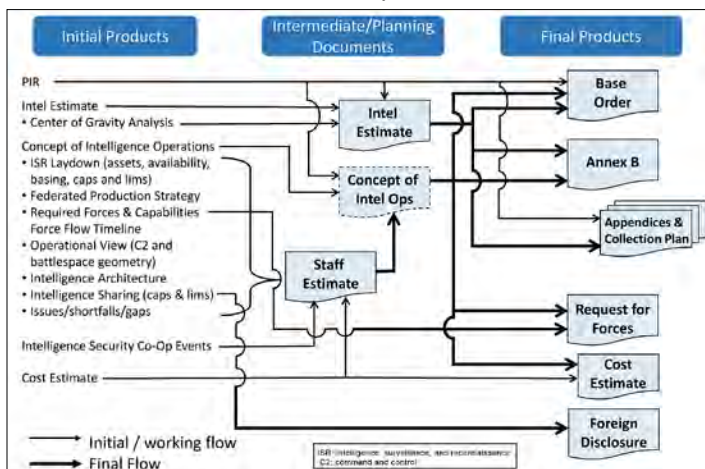 Initial Products
Intermediate/Planning
Documents
Final Products
PIR
Intel Estimate
• Center of Gravity Analysis
Concept of Intelligence Operations
• ISR Laydown (assets, availability,
basing, caps and lims)
• Federated Production Strategy
• Required Forces & Capabilities
Force Flow Timeline
• Operational View (C2 and
battlespace geometry)
• Intelligence Architecture
• Intelligence Sharing (caps & lims)
• Issues/shortfalls/gaps
Intelligence Security Co-Op Events
Cost Estimate
Intel
Estimate
Concept of
Intel Ops
Staff
Estimate
Base
Order
Annex B
Appendices &
Collection Plan
Request for
Forces
Cost
Estimate
Foreign
Disclosure
Initial / working flow
Final Flow
ISR: intelligence, surveillance, and reconnaissance
C2: command and control